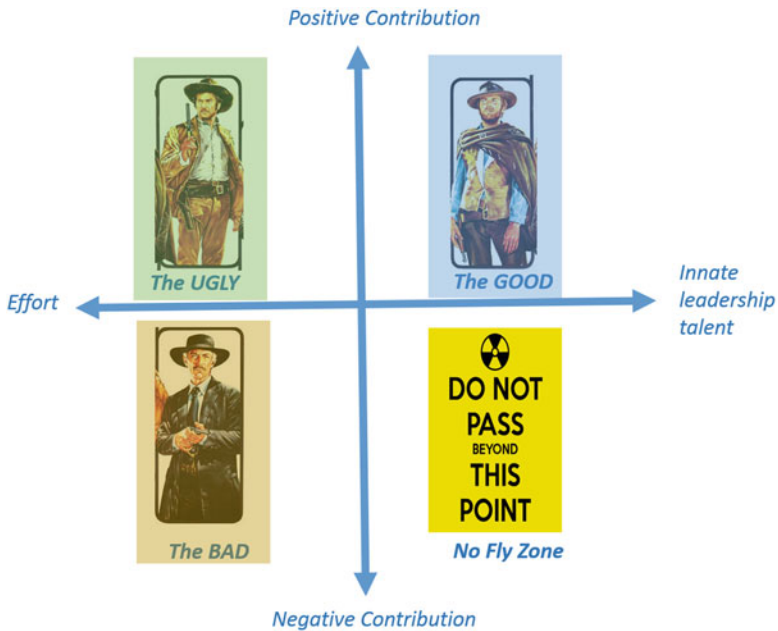 Positive Contribution
The UGLY
The GOOD
Effort
Innate
leadership
talent
DO NOT
PASS
BEYOND
THIS
POINT
The BAD
No Fly Zone
Negative Contribution